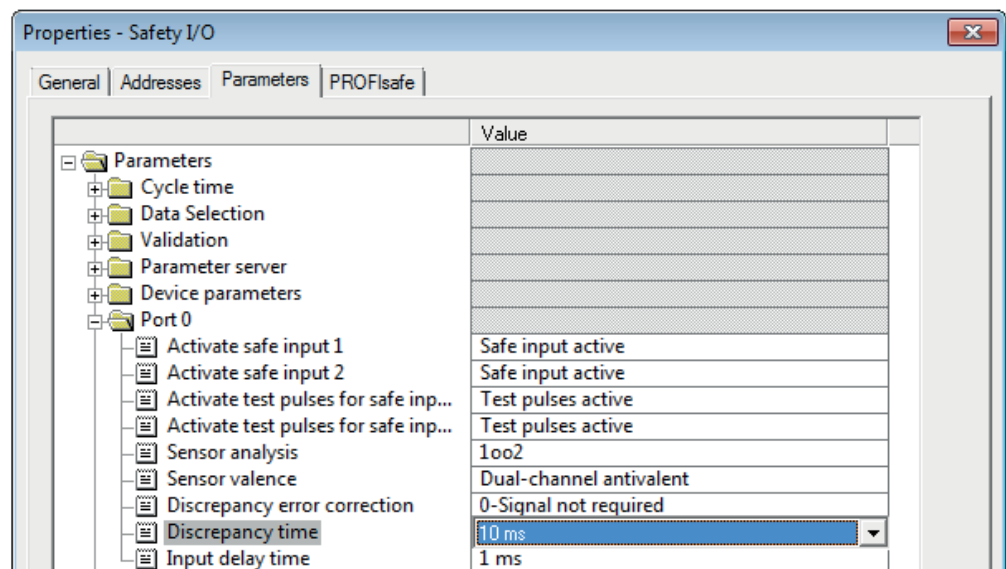 Properties - Safety I/O
General Addresses Parameters PROFIsafe
Value
Parameters
Cycle time
Data Selection
Validation
Parameter server
Device parameters
Port 0
Activate safe input 1 Safe input active
Activate safe input 2 Safe input active
Activate test pulses for safe inp... Test pulses active
Activate test pulses for safe inp... Test pulses active
Sensor analysis 1oo2
Sensor valence Dual-channel antivalent
Discrepancy error correction 0-Signal not required
Discrepancy time 10 ms
Input delay time 1 ms